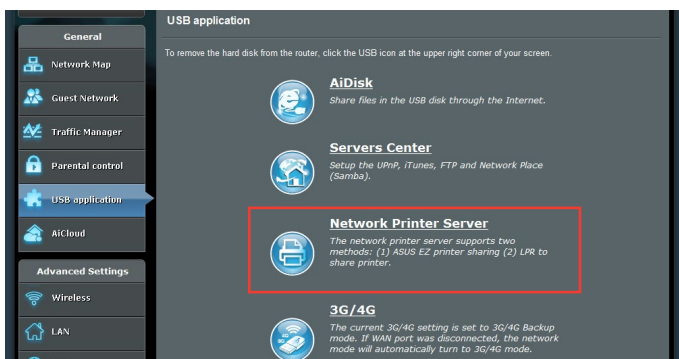 USB application
General
To remove the hard disk from the router, click the USB icon at the upper right corner of your screen.
Network Map
Guest Network
Traffic Manager
Parental control
USB application
AiCloud
Advanced Settings
Wireless
LAN
AiDisk
Share files in the USB disk through the Internet.
Servers Center
Setup the UPnP, iTunes, FTP and Network Place
(Samba).
Network Printer Server
The network printer server supports two
methods: (1) ASUS EZ printer sharing (2) LPR to
share printer.
3G/4G
The current 3G/4G setting is set to 3G/4G Backup
mode. If WAN port was disconnected, the network
mode will automatically turn to 3G/4G mode.